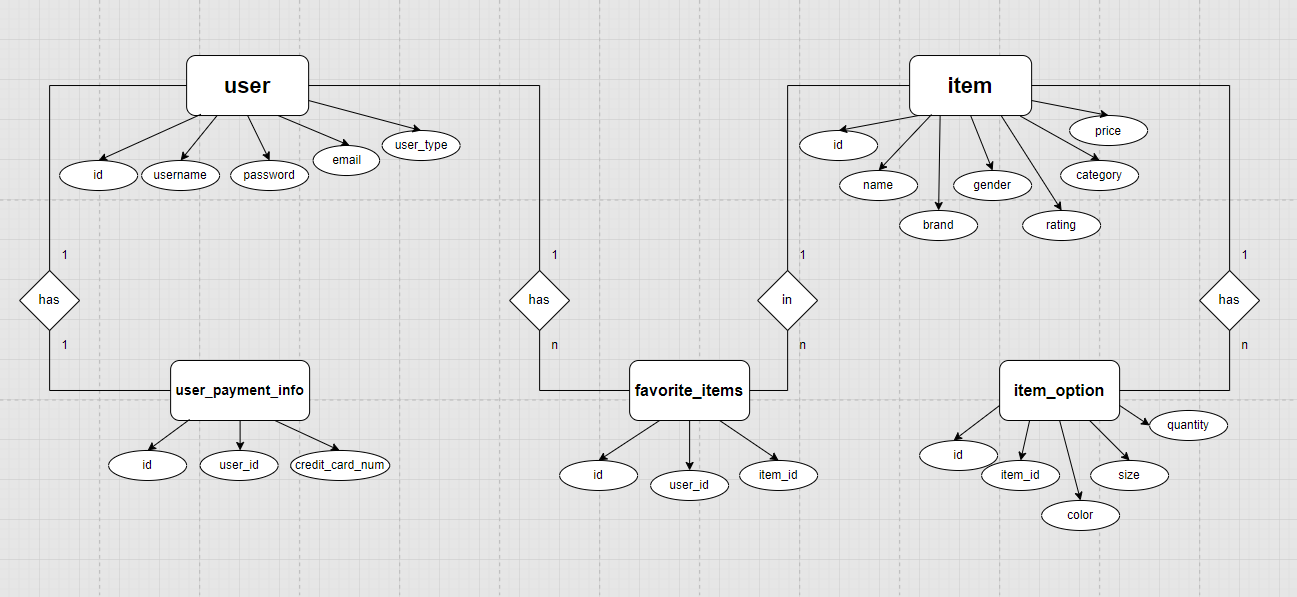 user
item
id
username
password
email
user_type
id
name
brand
gender
rating
category
price
1
1
1
1
has
has
in
has
1
n
n
n
user_payment_info
favorite_items
item_option
id
user_id
credit_card_num
id
user_id
item_id
id
item_id
color
size
quantity